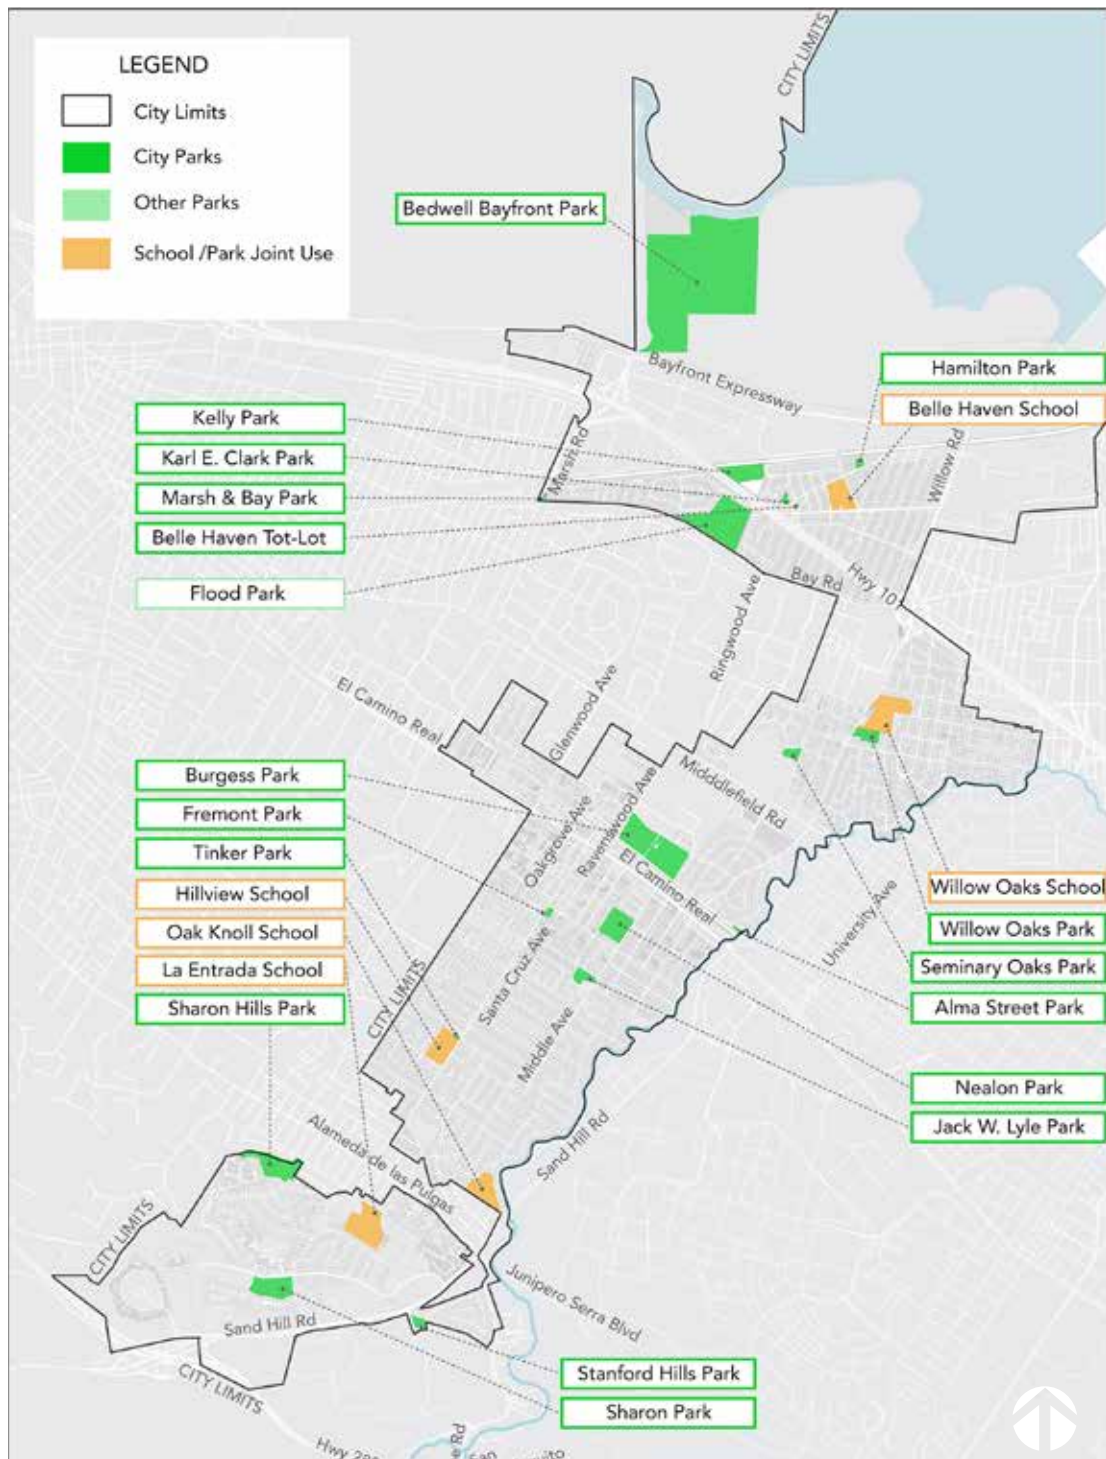 CITY LIMITS
LEGEND
City Limits
City Parks
Other Parks
School /Park Joint Use
Bedwell Bayfront Park
Bayfront Expressway
Hamilton Park
Belle Haven School
Kelly Park
Karl E. Clark Park
Marsh & Bay Park
Belle Haven Tot-Lot
Flood Park
Marsh Rd
Willow Rd
Bay Rd
Hwy 101
Ringwood Ave
El Camino Real
Glenwood Ave
Burgess Park
Fremont Park
Tinker Park
Hillview School
Oak Knoll School
La Entrada School
Sharon Hills Park
Midddlefield Rd
Oakgrove Ave
Ravenswood Ave
El Camino Real
Santa Cruz Ave
Middle Ave
CITY LIMITS
University Ave
Willow Oaks School
Willow Oaks Park
Seminary Oaks Park
Alma Street Park
Nealon Park
Jack W. Lyle Park
Sand Hill Rd
Alameda de las Pulgas
CITY LIMITS
Junipero Serra Blvd
Sand Hill Rd
CITY LIMITS
Stanford Hills Park
Sharon Park
Hwy
Rd
San